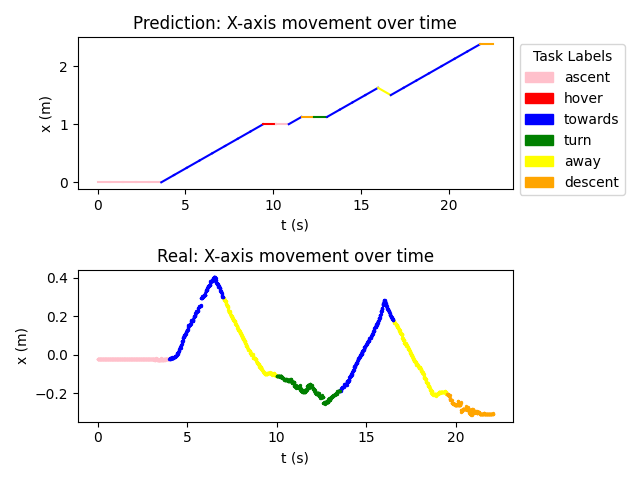 Prediction: X-axis movement over time
2
1
0
x (m)
0 5 10 15 20
t (s)
Task Labels
ascent
hover
towards
turn
away
descent
Real: X-axis movement over time
0.4
0.2
0.0
−0.2
x (m)
0 5 10 15 20
t (s)